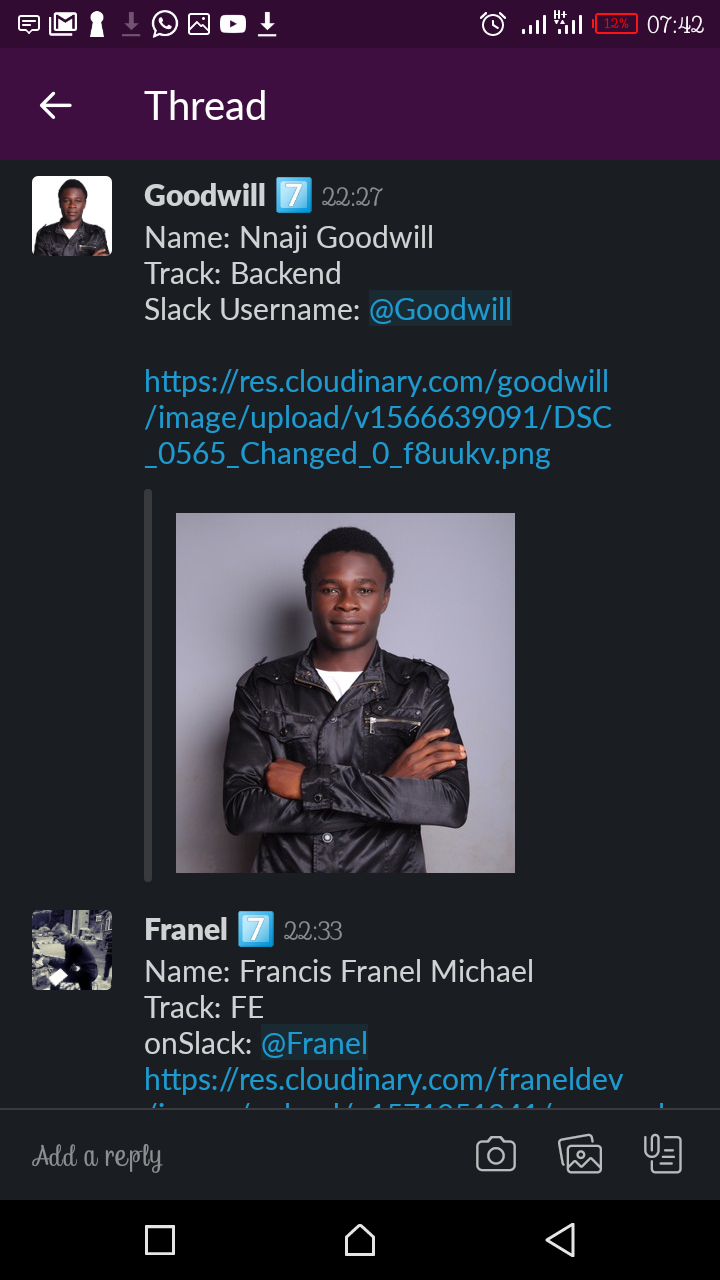 12% 07:42
Thread
Goodwill 7 22:27
Name: Nnaji Goodwill
Track: Backend
Slack Username: @Goodwill
https://res.cloudinary.com/goodwill
/image/upload/v1566639091/DSC
_0565_Changed_0_f8uukv.png
Franel 7 22:33
Name: Francis Franel Michael
Track: FE
onSlack: @Franel
https://res.cloudinary.com/franeldev
Add a reply